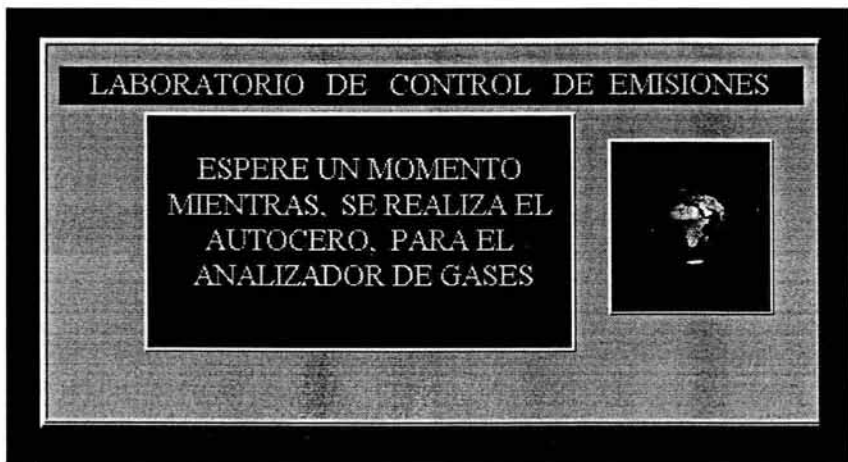 LABORATORIO DE CONTROL DE EMISIONES
ESPERE UN MOMENTO
MIENTRAS, SE REALIZA EL
AUTOCERO, PARA EL
ANALIZADOR DE GASES